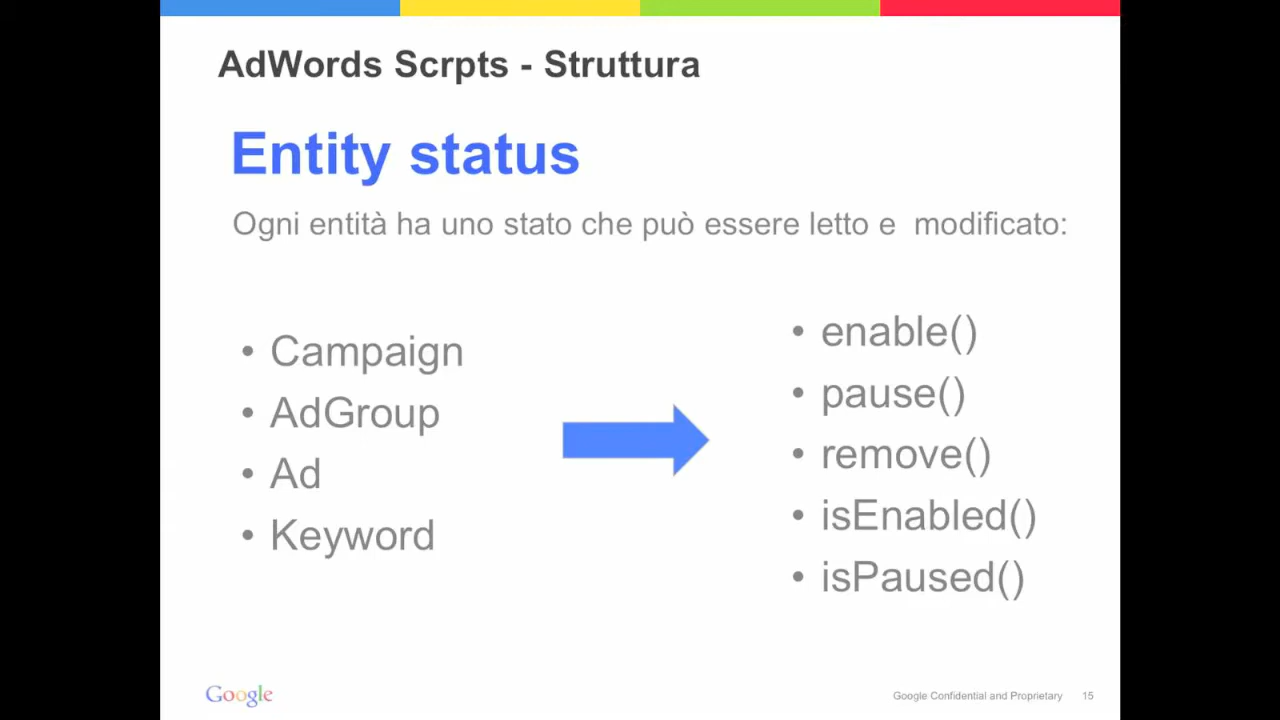 AdWords Scrpts - Struttura
Entity status
Ogni entità ha uno stato che può essere letto e modificato:
• Campaign
• AdGroup
• Ad
• Keyword
• enable()
• pause()
• remove()
• isEnabled()
• isPaused()
Google
Google Confidential and Proprietary 15